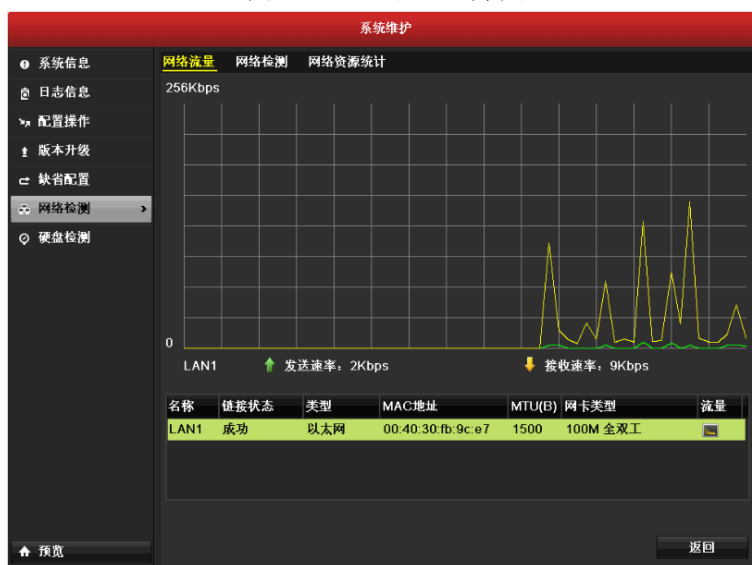 系统维护
系统信息
日志信息
配置操作
版本升级
缺省配置
网络检测
硬盘检测
预览
网络流量 网络检测 网络资源统计
256Kbps
0
LAN1 发送速率：2Kbps 接收速率：9Kbps
名称 链接状态 类型 MAC地址 MTU(B) 网卡类型 流量
LAN1 成功 以太网 00:40:30:fb:9c:e7 1500 100M 全双工
返回